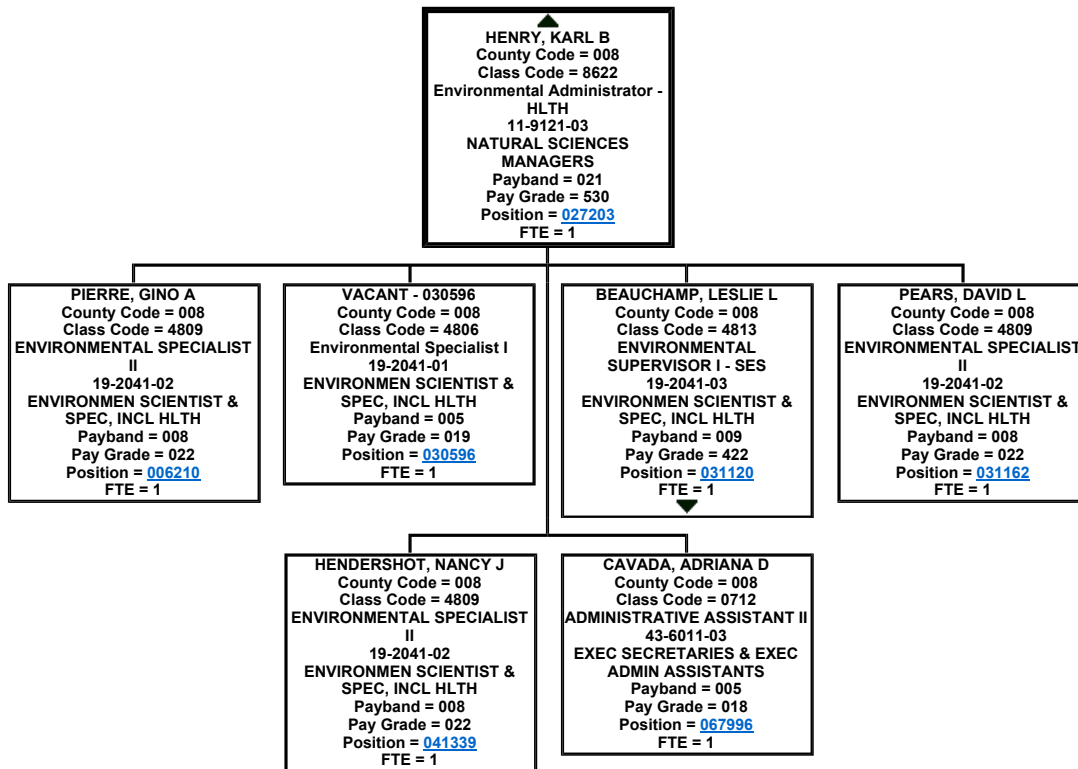 HENRY, KARL B
County Code = 008
Class Code = 8622
Environmental Administrator -
HLTH
11-9121-03
NATURAL SCIENCES
MANAGERS
Payband = 021
Pay Grade = 530
Position = 027203
FTE = 1
PIERRE, GINO A
County Code = 008
Class Code = 4809
ENVIRONMENTAL SPECIALIST
II
19-2041-02
ENVIRONMEN SCIENTIST &
SPEC, INCL HLTH
Payband = 008
Pay Grade = 022
Position = 006210
FTE = 1
VACANT - 030596
County Code = 008
Class Code = 4806
Environmental Specialist I
19-2041-01
ENVIRONMEN SCIENTIST &
SPEC, INCL HLTH
Payband = 005
Pay Grade = 019
Position = 030596
FTE = 1
BEAUCHAMP, LESLIE L
County Code = 008
Class Code = 4813
ENVIRONMENTAL
SUPERVISOR I - SES
19-2041-03
ENVIRONMEN SCIENTIST &
SPEC, INCL HLTH
Payband = 009
Pay Grade = 422
Position = 031120
FTE = 1
PEARS, DAVID L
County Code = 008
Class Code = 4809
ENVIRONMENTAL SPECIALIST
II
19-2041-02
ENVIRONMEN SCIENTIST &
SPEC, INCL HLTH
Payband = 008
Pay Grade = 022
Position = 031162
FTE = 1
HENDERSHOT, NANCY J
County Code = 008
Class Code = 4809
ENVIRONMENTAL SPECIALIST
II
19-2041-02
ENVIRONMEN SCIENTIST &
SPEC, INCL HLTH
Payband = 008
Pay Grade = 022
Position = 041339
FTE = 1
CAVADA, ADRIANA D
County Code = 008
Class Code = 0712
ADMINISTRATIVE ASSISTANT II
43-6011-03
EXEC SECRETARIES & EXEC
ADMIN ASSISTANTS
Payband = 005
Pay Grade = 018
Position = 067996
FTE = 1